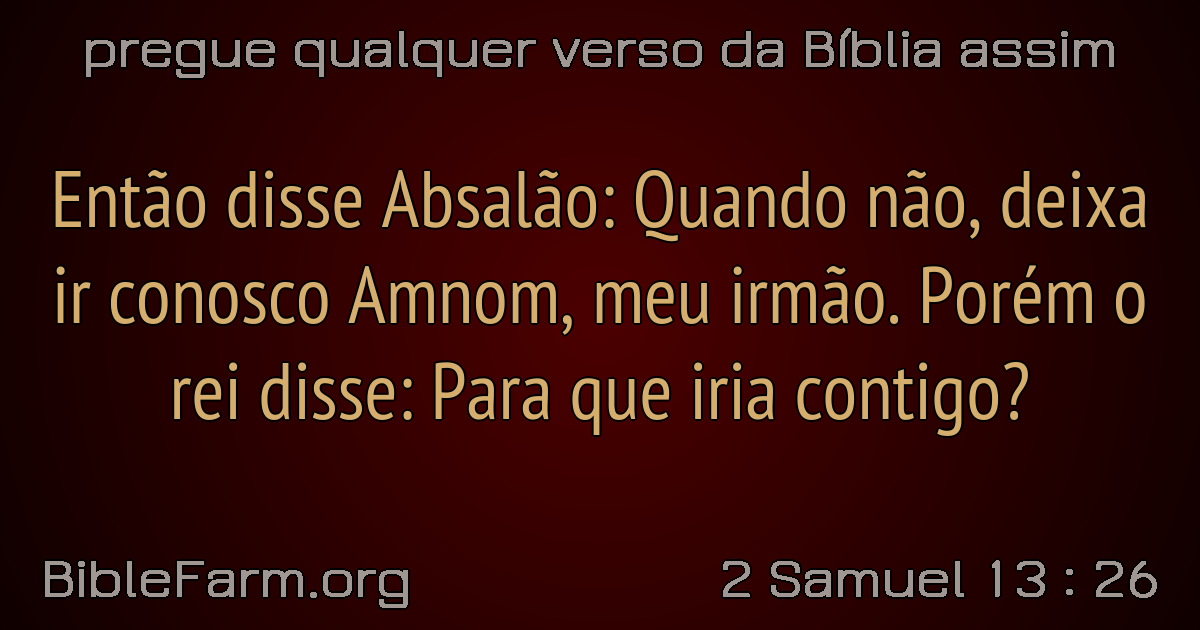 pregue qualquer verso da Bíblia assim
Então disse Absalão: Quando não, deixa
ir conosco Amnom, meu irmão. Porém o
rei disse: Para que iria contigo?
BibleFarm.org
2 Samuel 13 : 26